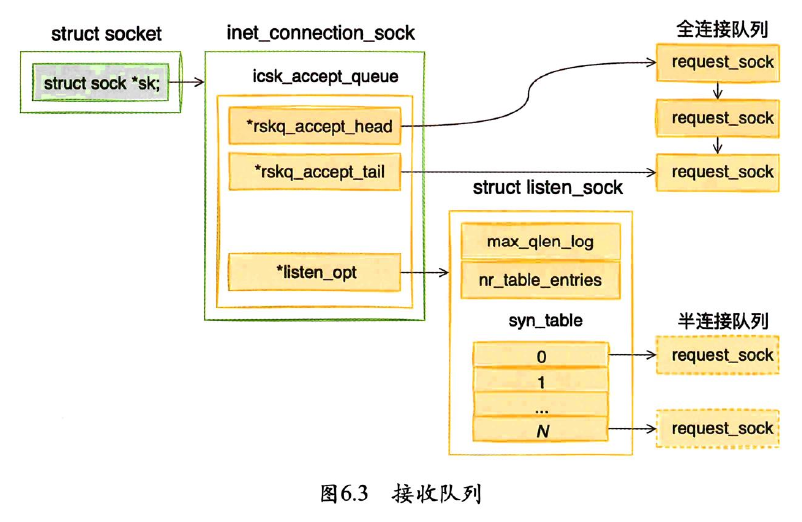 struct socket
struct sock *sk;
inet_connection_sock
icsk_accept_queue
*rskq_accept_head
*rskq_accept_tail
*listen_opt
全连接队列
request_sock
request_sock
request_sock
struct listen_sock
max_qlen_log
nr_table_entries
syn_table
0
1
...
N
半连接队列
request_sock
request_sock
图6.3 接收队列